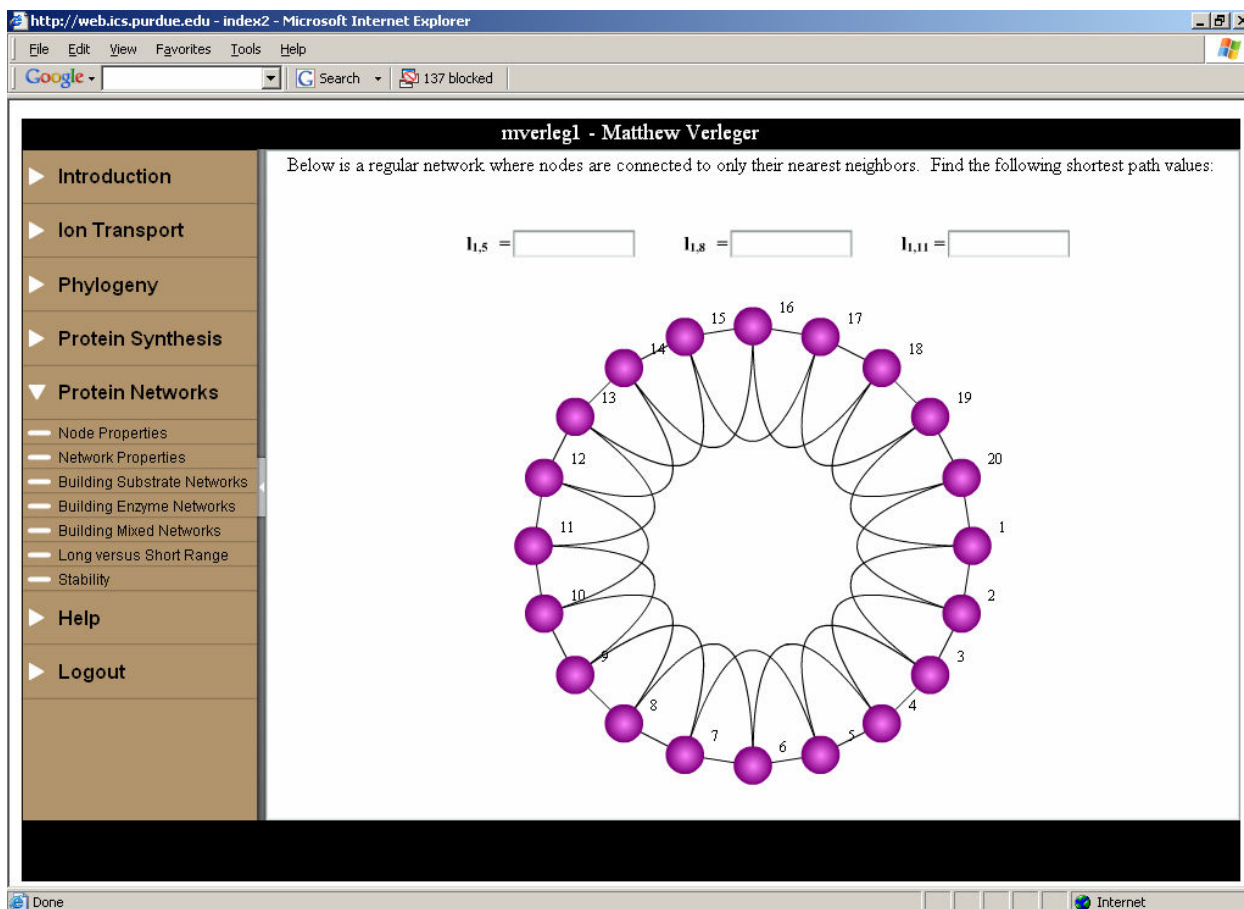 http://web.ics.purdue.edu - index2 - Microsoft Internet Explorer
File Edit View Favorites Tools Help
Google Search 137 blocked
mverleg1 - Matthew Verleger
Introduction
Ion Transport
Phylogeny
Protein Synthesis
Protein Networks
Node Properties
Network Properties
Building Substrate Networks
Building Enzyme Networks
Building Mixed Networks
Long versus Short Range
Stability
Help
Logout
Below is a regular network where nodes are connected to only their nearest neighbors. Find the following shortest path values:
l1,5 = l1,8 = l1,11 =
16
15 17
14 18
13 19
12 20
11 1
10 2
9 3
8 4
7 6 5
Done Internet